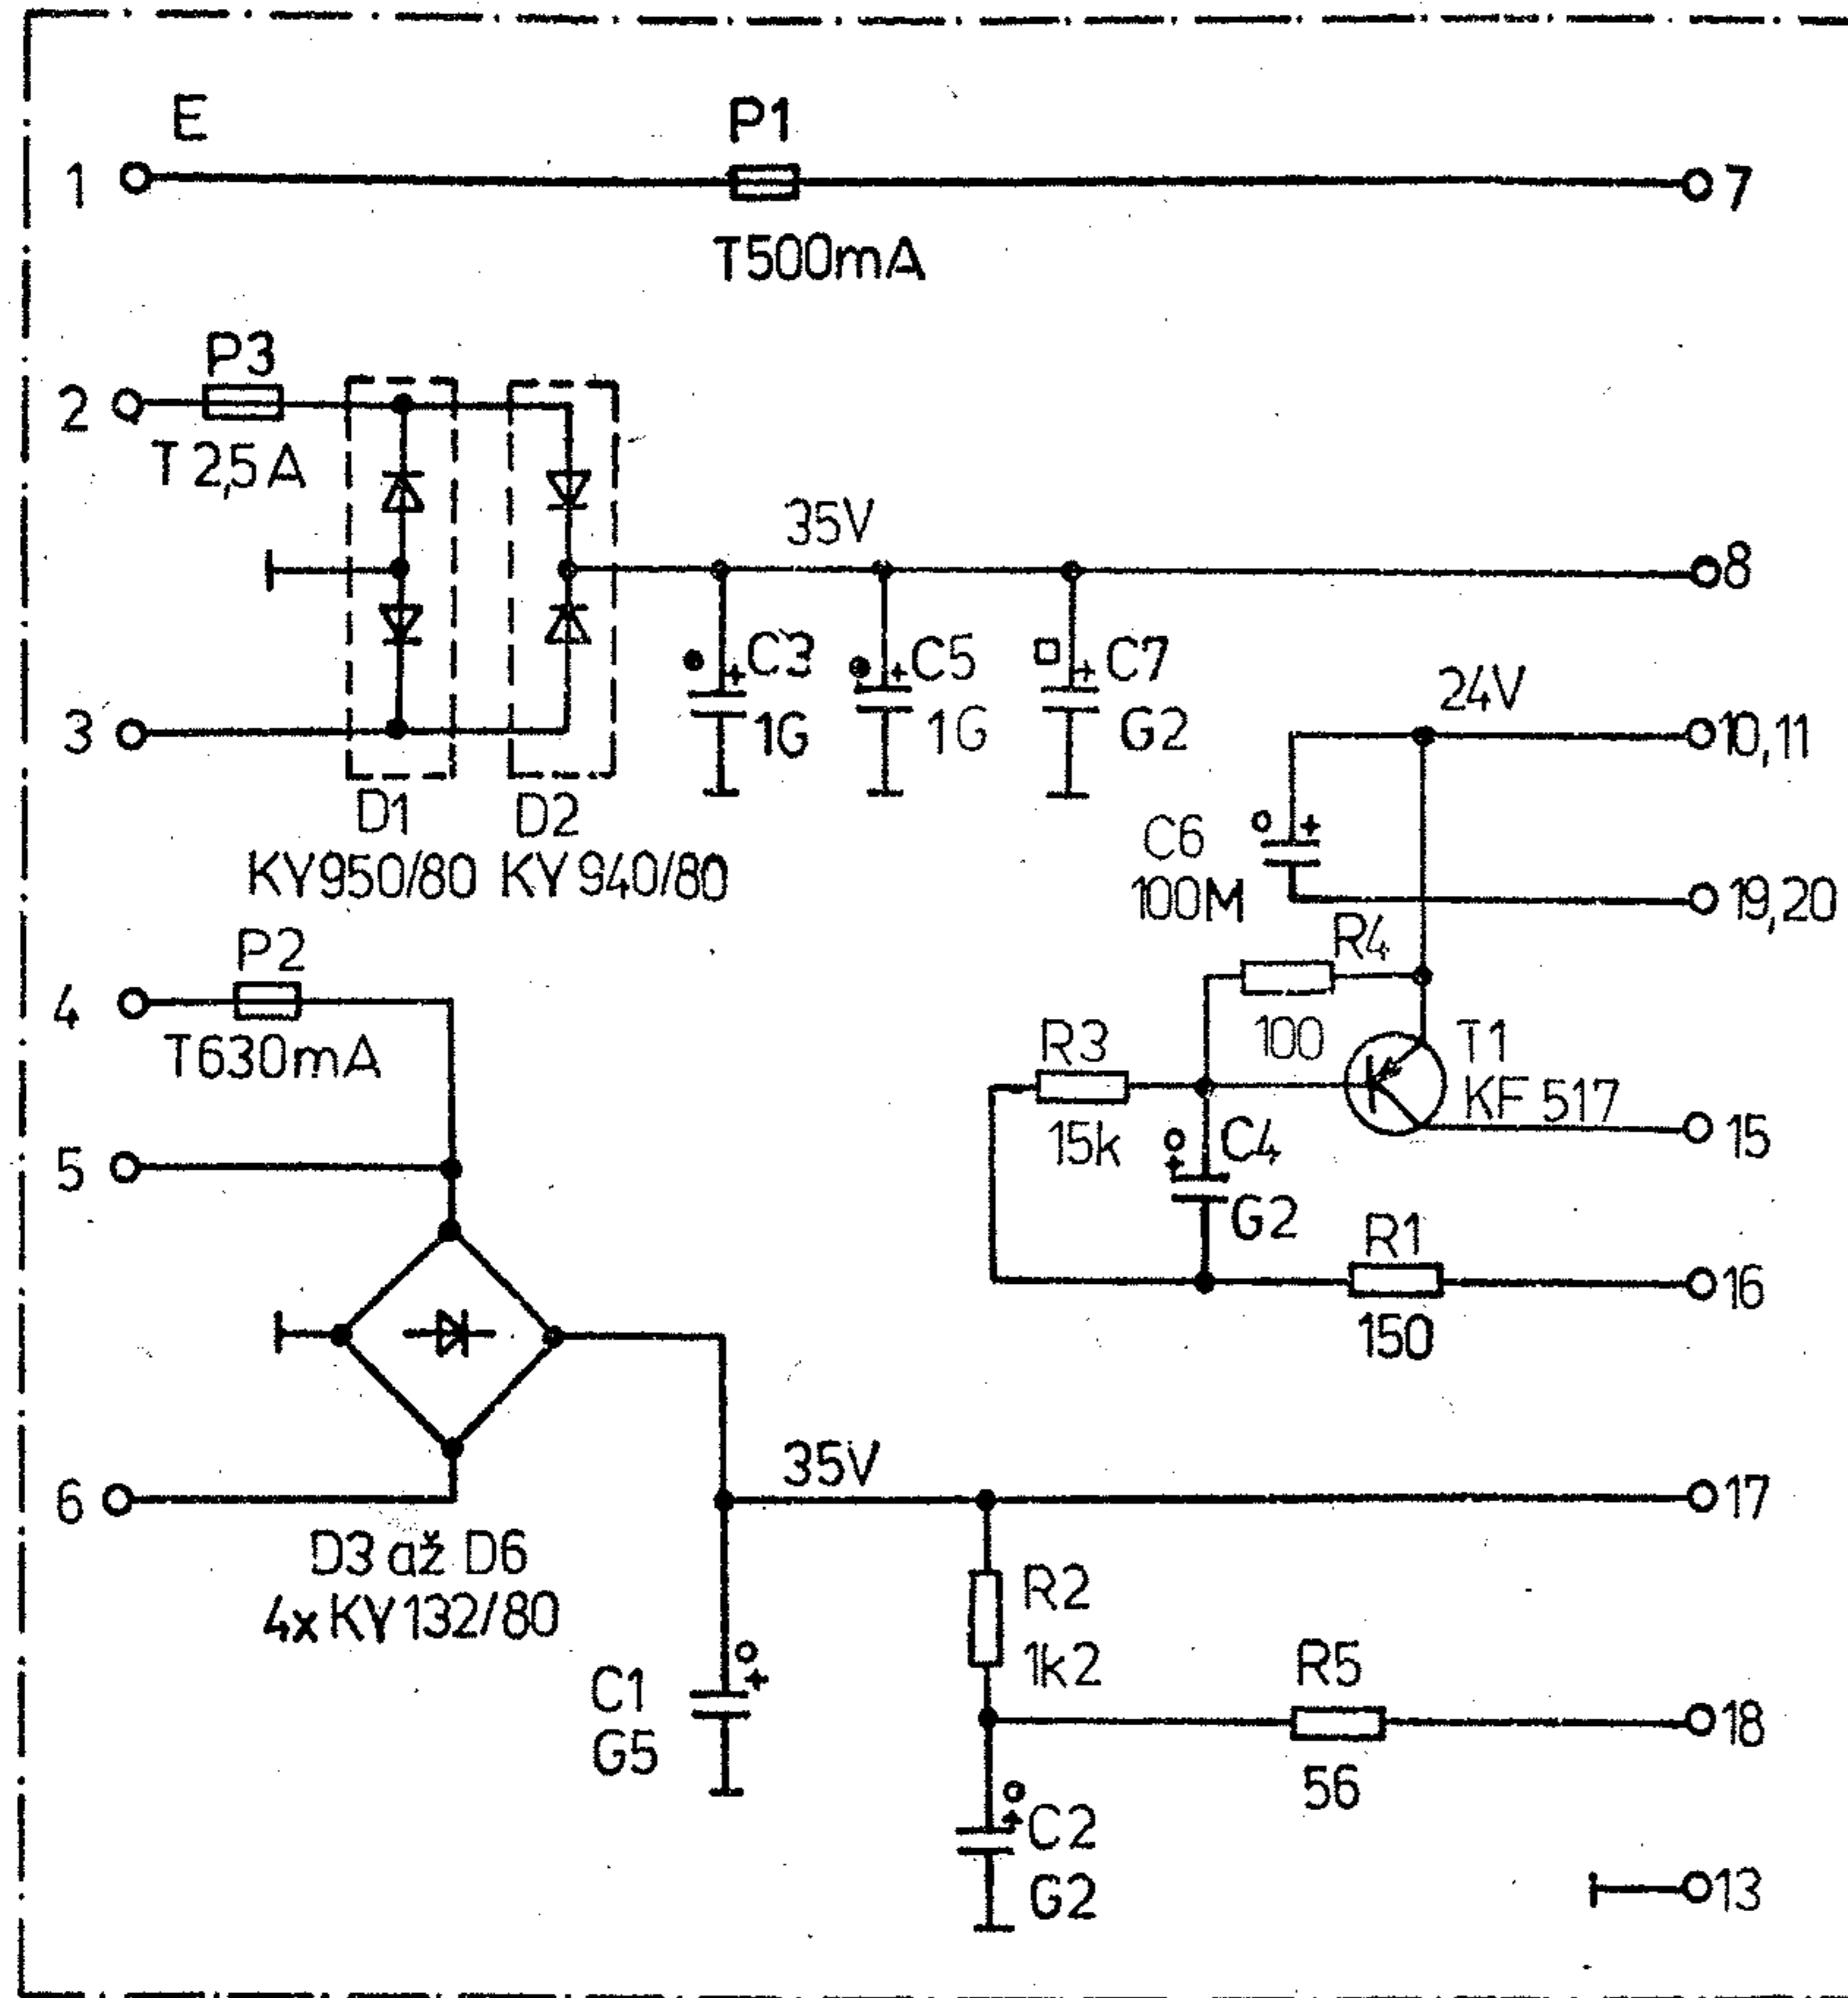 E
P1
1
7
T500mA
P3
2
T 2,5 A
35V
8
C3
C5
C7
1G
1G
G2
3
24V
10,11
D1
D2
KY950/80
KY 940/80
C6
100M
19,20
R4
100
P2
4
T630mA
R3
15k
T1
KF 517
15
C4
G2
5
R1
150
16
6
35V
17
D3 až D6
4x KY132/80
R2
1k2
C1
G5
R5
56
18
C2
G2
13